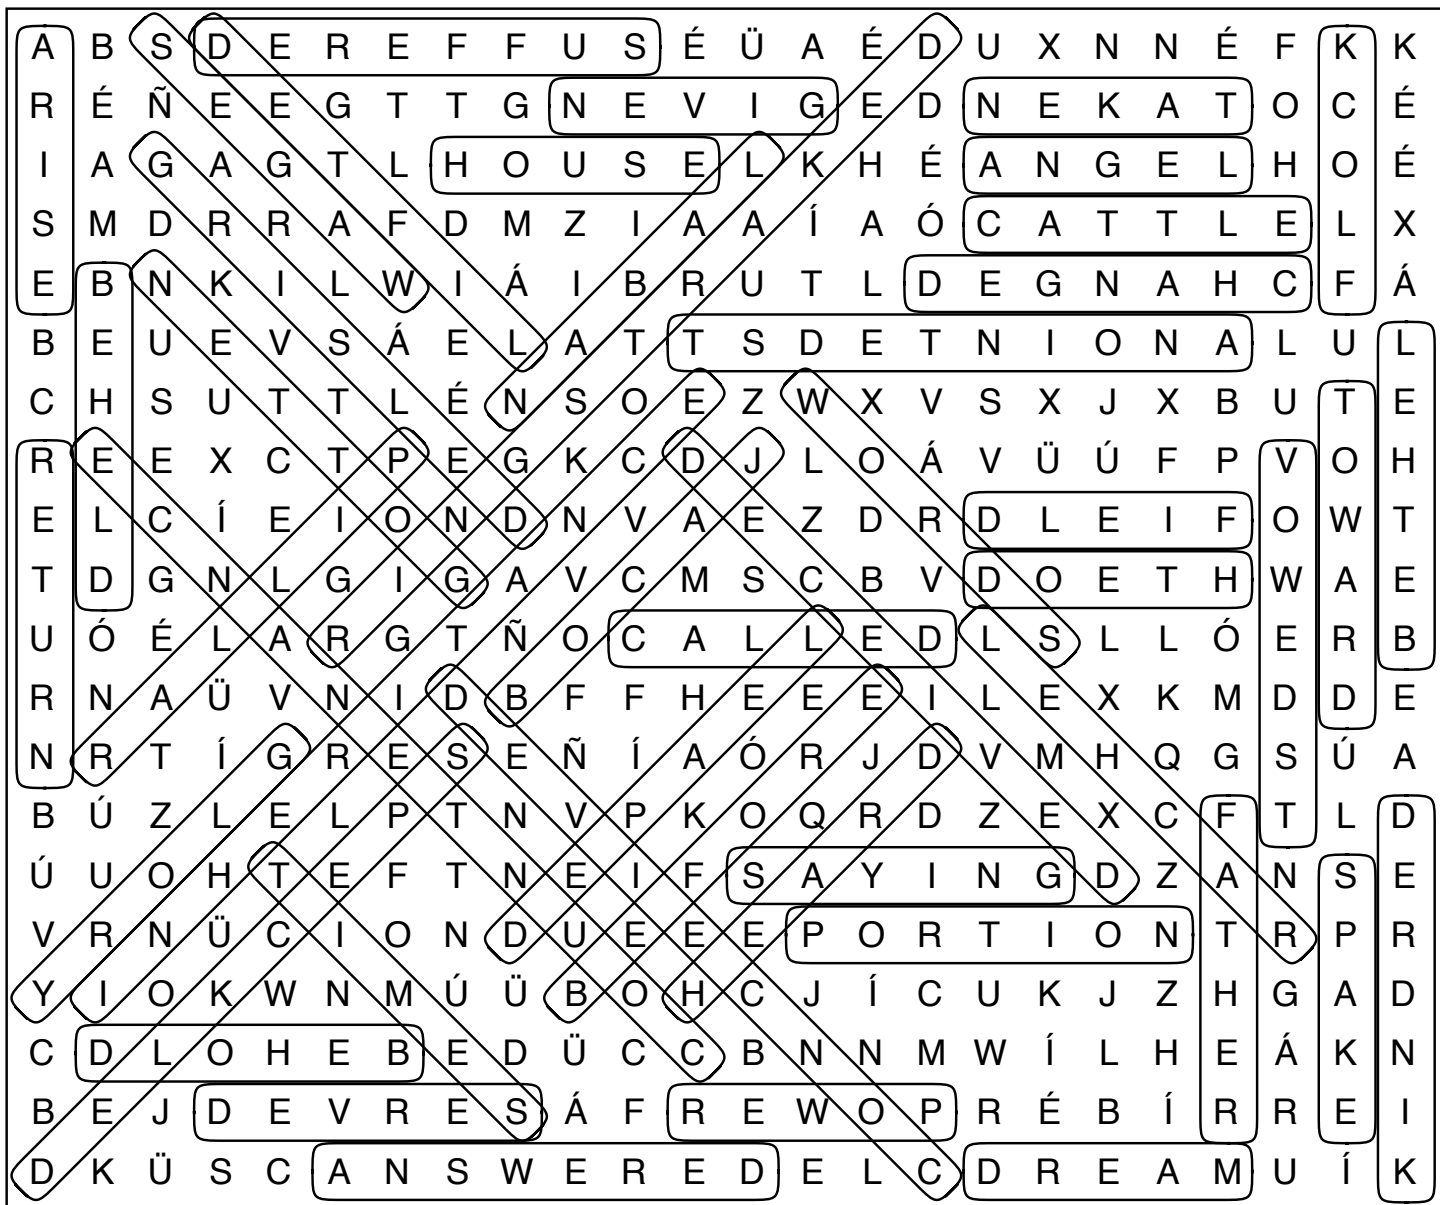 A B S D E R E F F U S É Ü A É D U X N N É F K K
R É Ñ E E G T T G N E V I G E D N E K A T O C É
I A G A G T L H O U S E L K H É A N G E L H O É
S M D R R A F D M Z I A A Í A Ó C A T T L E L X
E B N K I L W I Á I B R U T L D E G N A H C F Á
B E U E V S Á E L A T T S D E T N I O N A L U L
C H S U T T L É N S O E Z W X V S X J X B U T E
R E E X C T P E G K C D J L O Á V Ü Ú F P V O H
E L C Í E I O N D N V A E Z D R D L E I F O W T
T D G N L G I G A V C M S C B V D O E T H W A E
U Ó É L A R G T Ñ O C A L L E D L S L L Ó E R B
R N A Ü V N I D B F F H E E E I L E X K M D D E
N R T Í G R E S E Ñ Í A Ó R J D V M H Q G S Ú A
B Ú Z L E L P T N V P K O Q R D Z E X C F T L D
Ú U O H T E F T N E I F S A Y I N G D Z A N S E
V R N Ü C I O N D U E E E P O R T I O N T R P R
Y I O K W N M Ú Ü B O H C J Í C U K J Z H G A D
C D L O H E B E D Ü C C B N N M W Í L H E Á K N
B E J D E V R E S Á F R E W O P R É B Í R R E I
D K Ü S C A N S W E R E D E L C D R E A M U Í K